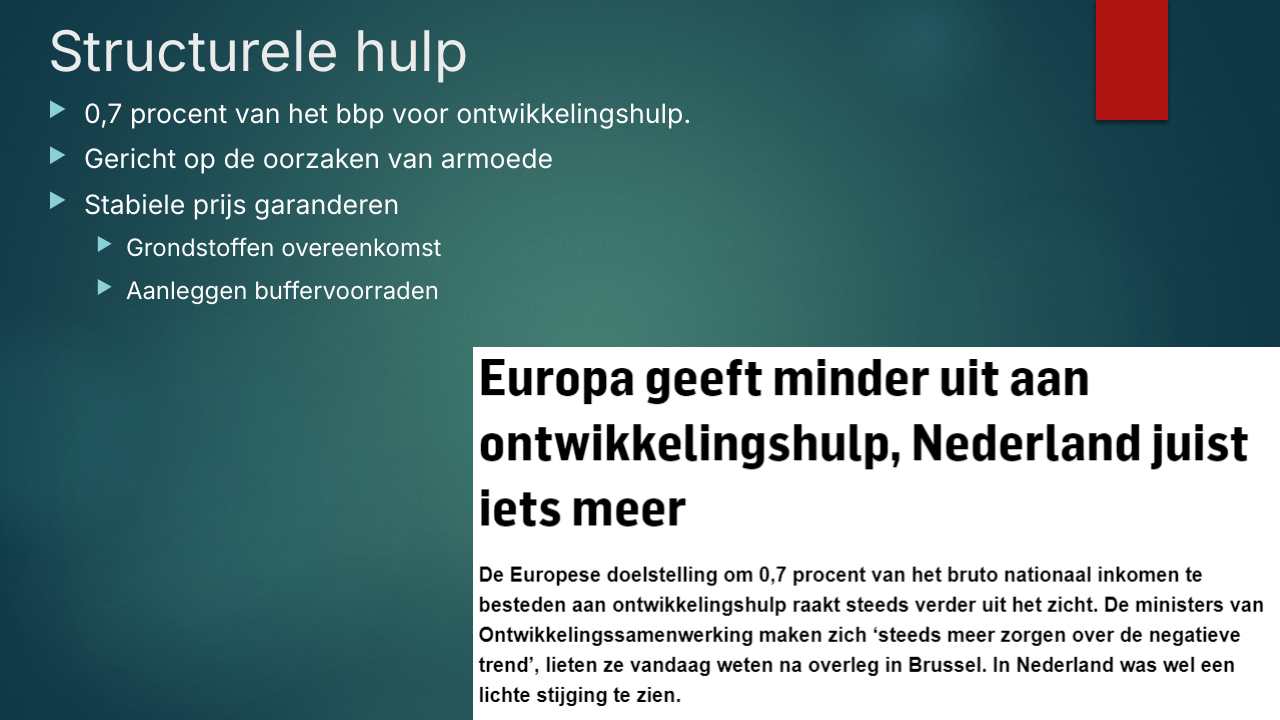 Structurele hulp
0,7 procent van het bbp voor ontwikkelingshulp.
Gericht op de oorzaken van armoede
Stabiele prijs garanderen
Grondstoffen overeenkomst
Aanleggen buffervoorraden
Europa geeft minder uit aan
ontwikkelingshulp, Nederland juist
iets meer
De Europese doelstelling om 0,7 procent van het bruto nationaal inkomen te
besteden aan ontwikkelingshulp raakt steeds verder uit het zicht. De ministers van
Ontwikkelingssamenwerking maken zich ‘steeds meer zorgen over de negatieve
trend’, lieten ze vandaag weten na overleg in Brussel. In Nederland was wel een
lichte stijging te zien.